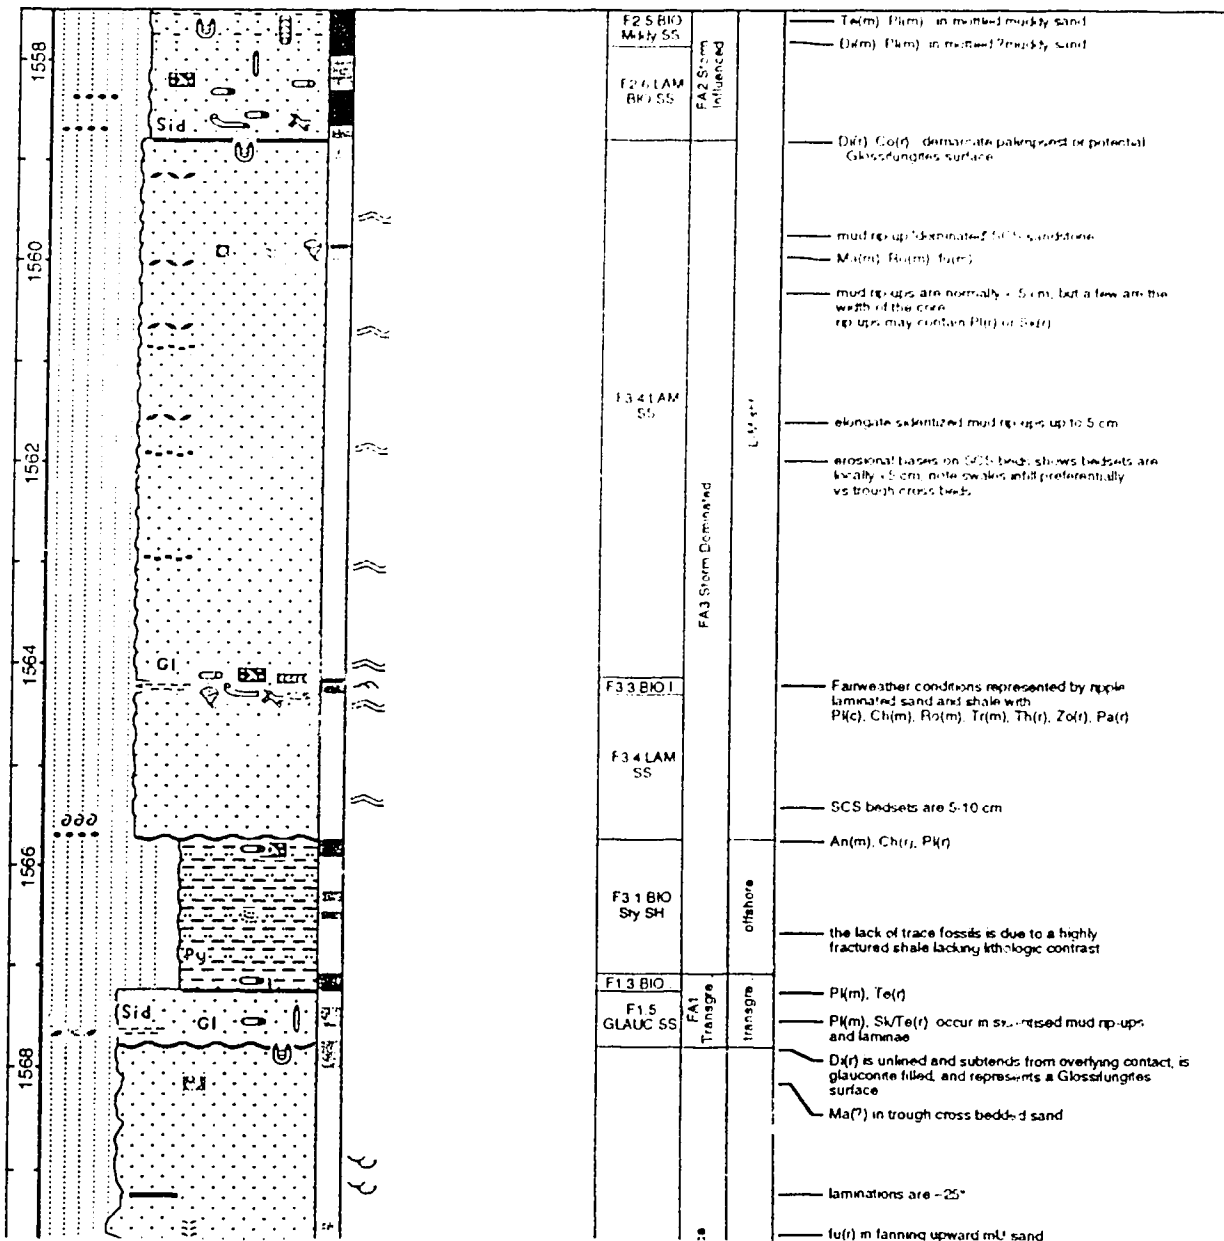 1558
1560
1562
1564
1566
1568
Sid
Gl
Py
Sid
Gl
F2.5 BIO
Mddy SS
F2.6 LAM
BIO SS
F3.4 LAM
SS
F3.3 BIO I
F3.4 LAM
SS
F3.1 BIO
Sty SH
F1.3 BIO
F1.5
GLAUC SS
FA2 Storm
Influenced
FA3 Storm Dominated
FA1
Transgre
offshore
transgre
Te(m) Pl(m) in mottled muddy sand
Di(m) Pl(m) in mottled ?muddy sand
Di(r) Co(r) demarcate palimpsest or potential
Glossifungites surface
mud rip up 'dominated' SCS sandstone
Ma(m) Ro(m) fu(m)
mud rip-ups are normally < 5 cm, but a few are the
width of the core
rip ups may contain Pl(r) or Sk(r)
elongate sideritized mud rip-ups up to 5 cm
erosional bases on SCS beds shows bedsets are
locally <5 cm, note swales infill preferentially
vs trough cross beds
Fairweather conditions represented by ripple
laminated sand and shale with
Pl(c), Ch(m), Ro(m), Tr(m), Th(r), Zo(r), Pa(r)
SCS bedsets are 5-10 cm
An(m), Ch(r), Pl(r)
the lack of trace fossils is due to a highly
fractured shale lacking lithologic contrast
Pl(m), Te(r)
Pl(m), Sk/Te(r) occur in sideritised mud rip-ups
and laminae
Di(r) is unlined and subtends from overlying contact, is
glauconite filled, and represents a Glossifungites
surface
Ma(?) in trough cross bedded sand
laminations are ~25°
fu(r) in fanning upward mU sand